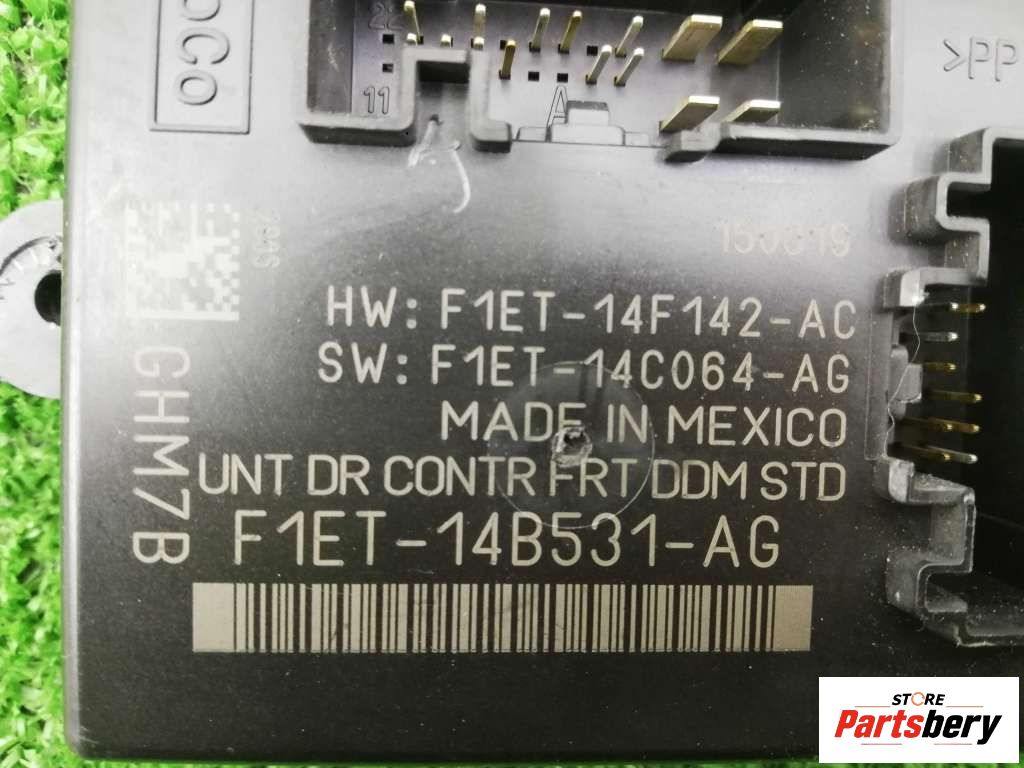 22
11
A
>PP
HW: F1ET-14F142-AC
SW: F1ET-14C064-AG
MADE IN MEXICO
UNT DR CONTR FRT DDM STD
F1ET-14B531-AG
GHM7B
STORE
Partsbery